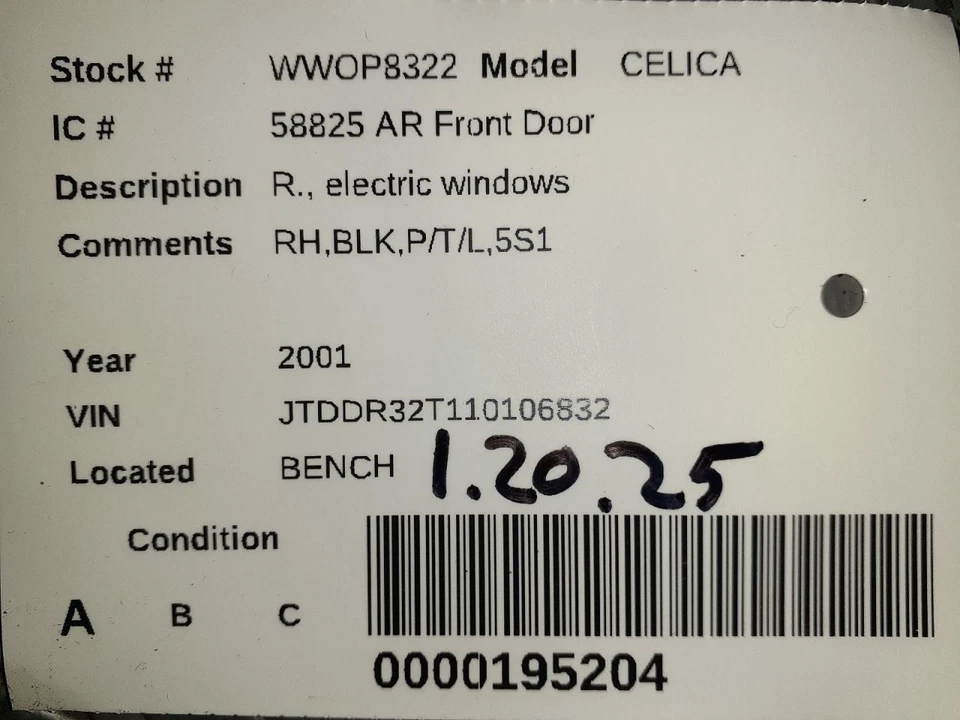 Stock # WWOP8322 Model CELICA
IC # 58825 AR Front Door
Description R., electric windows
Comments RH,BLK,P/T/L,5S1
Year 2001
VIN JTDDR32T110106832
Located BENCH 1.20.25
Condition
A B C
0000195204